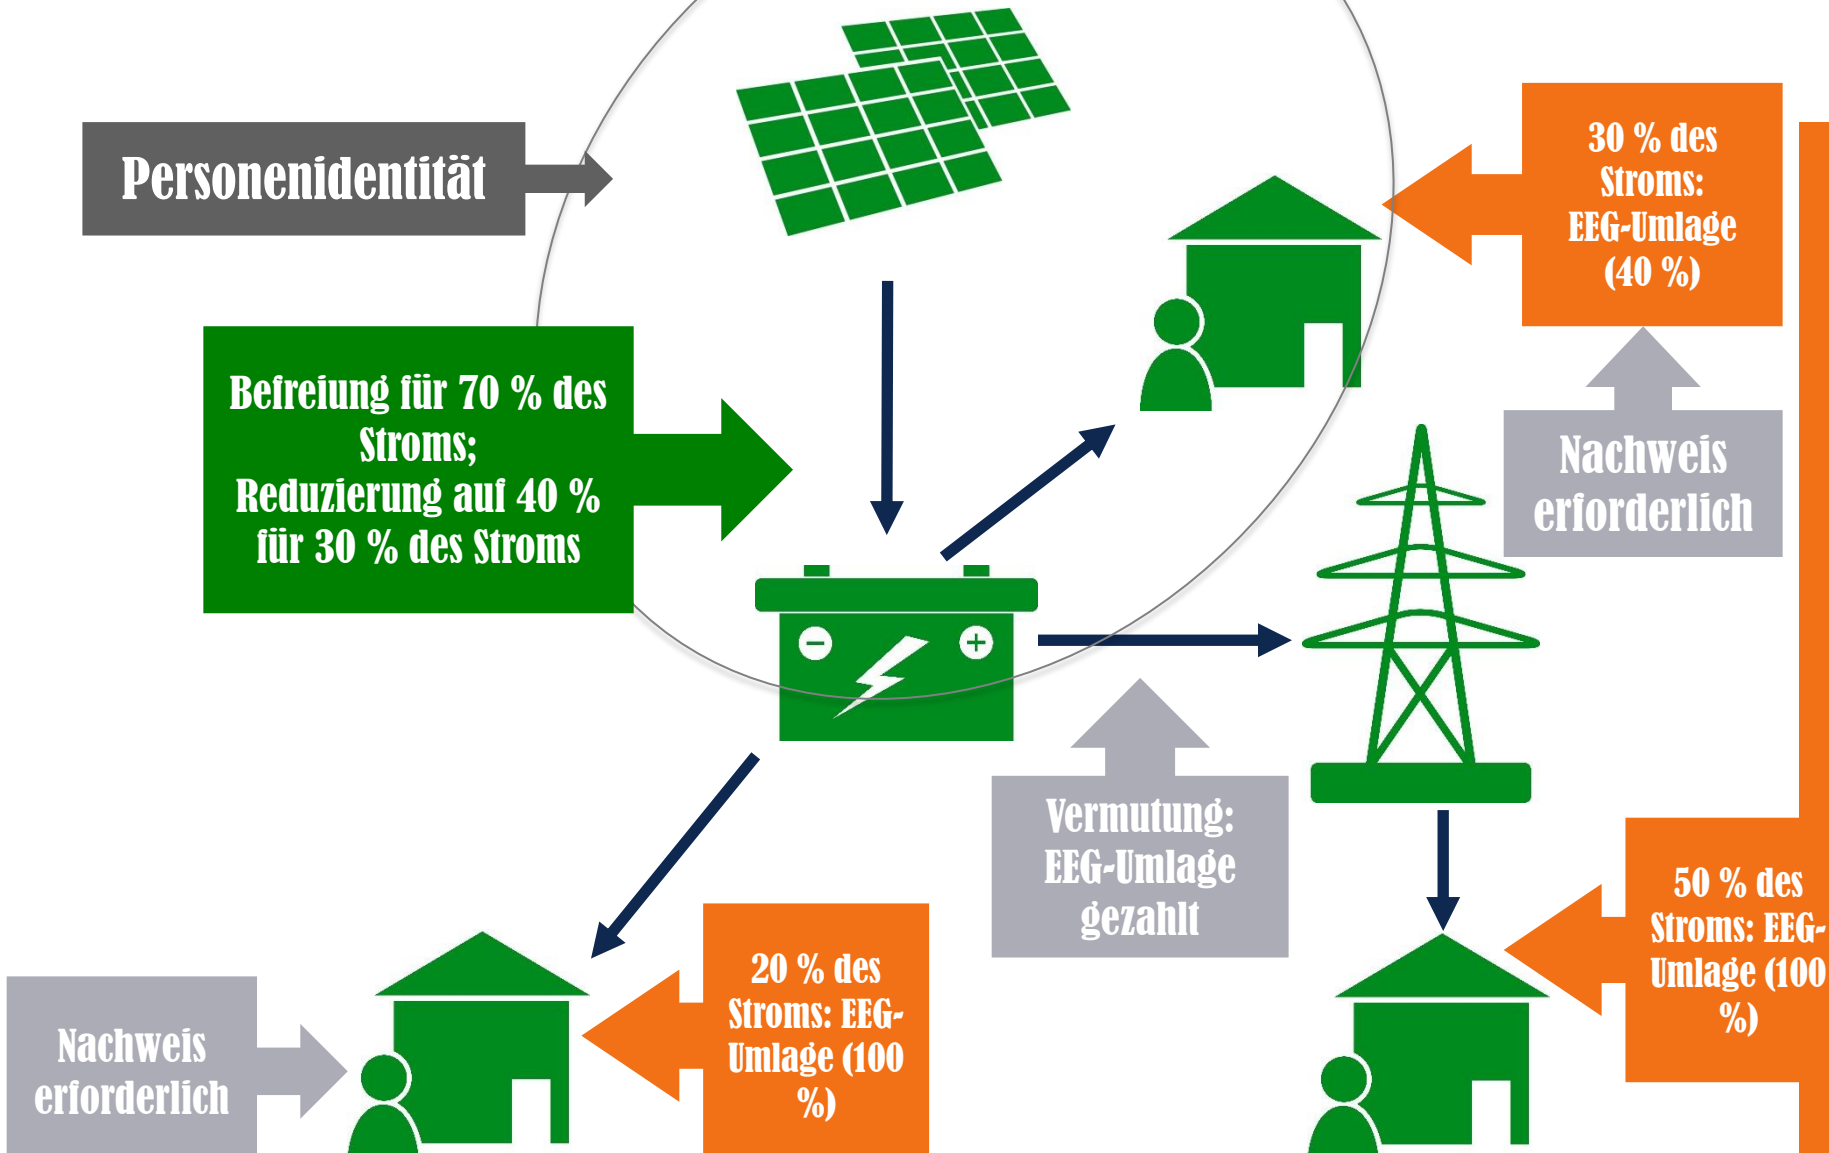 Personenidentität
30 % des
Stroms:
EEG-Umlage
(40 %)
Befreiung für 70 % des
Stroms;
Reduzierung auf 40 %
für 30 % des Stroms
Nachweis
erforderlich
Vermutung:
EEG-Umlage
gezahlt
50 % des
Stroms: EEG-
Umlage (100
%)
20 % des
Stroms: EEG-
Umlage (100
%)
Nachweis
erforderlich